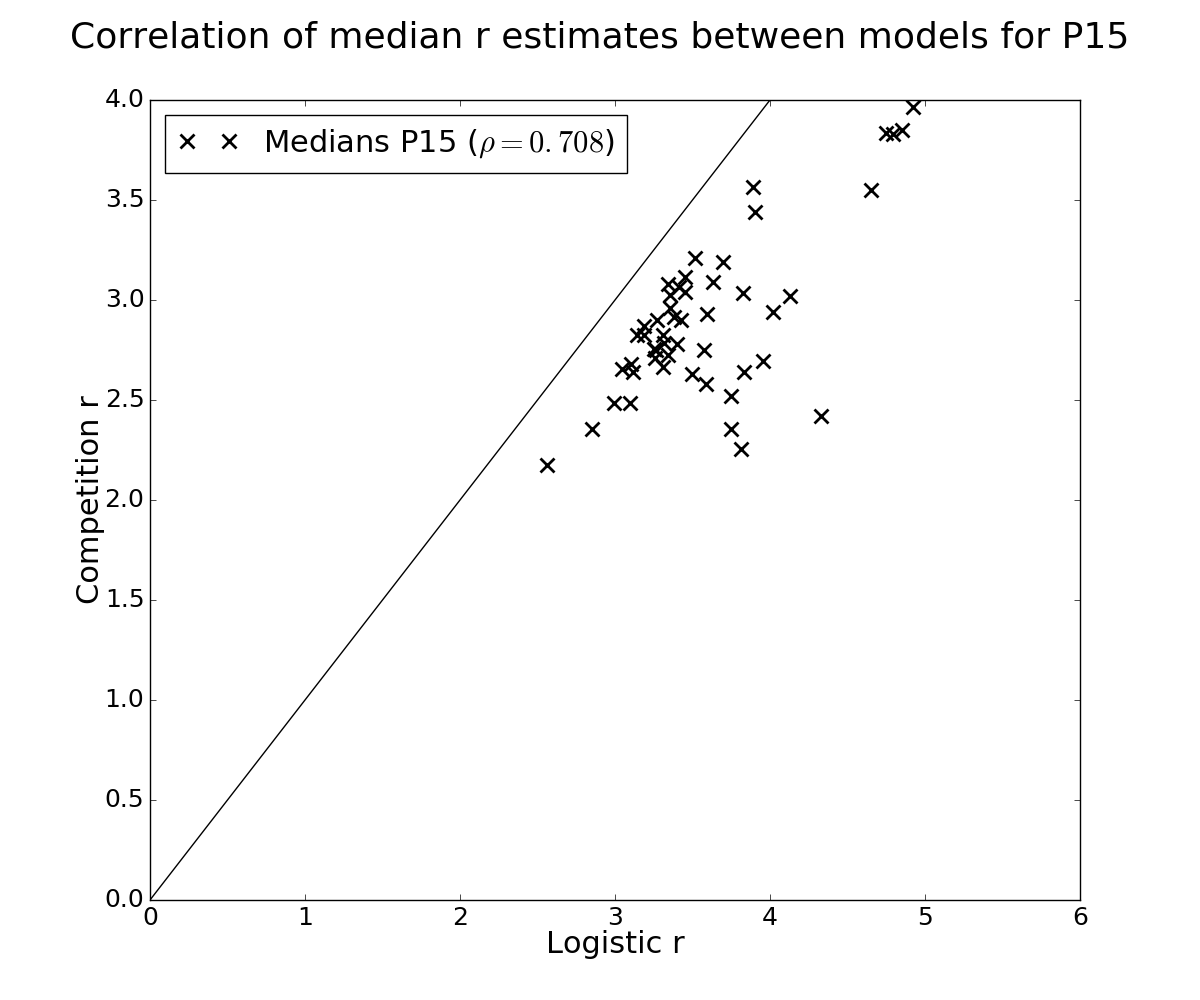 Correlation of median r estimates between models for P15
4.0
Medians P15 (ρ = 0.708)
3.5
3.0
2.5
2.0
1.5
1.0
0.5
0.0
Competition r
0 1 2 3 4 5 6
Logistic r